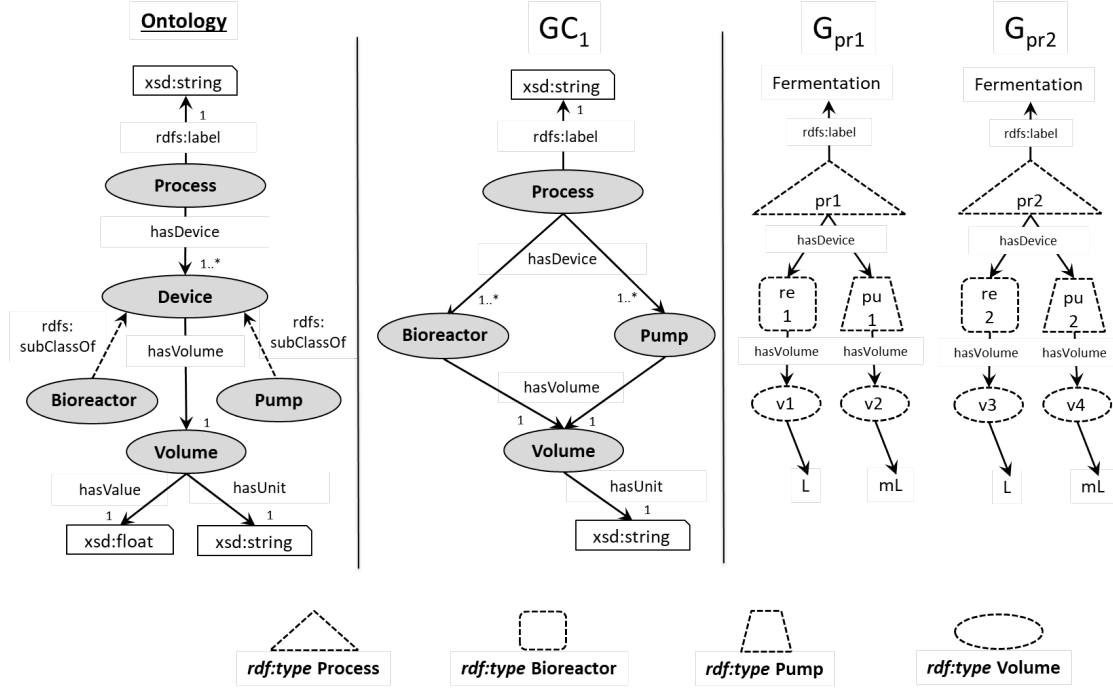 Ontology
xsd:string
1
rdfs:label
Process
hasDevice
1..*
Device
rdfs:
subClassOf
hasVolume
rdfs:
subClassOf
Bioreactor
Pump
1
Volume
hasValue
hasUnit
1
1
xsd:float
xsd:string
GC1
xsd:string
1
rdfs:label
Process
hasDevice
1..*
1..*
Bioreactor
Pump
hasVolume
1
1
Volume
hasUnit
1
xsd:string
Gpr1
Fermentation
rdfs:label
pr1
hasDevice
re
1
pu
1
hasVolume
hasVolume
v1
v2
L
mL
Gpr2
Fermentation
rdfs:label
pr2
hasDevice
re
2
pu
2
hasVolume
hasVolume
v3
v4
L
mL
rdf:type Process
rdf:type Bioreactor
rdf:type Pump
rdf:type Volume